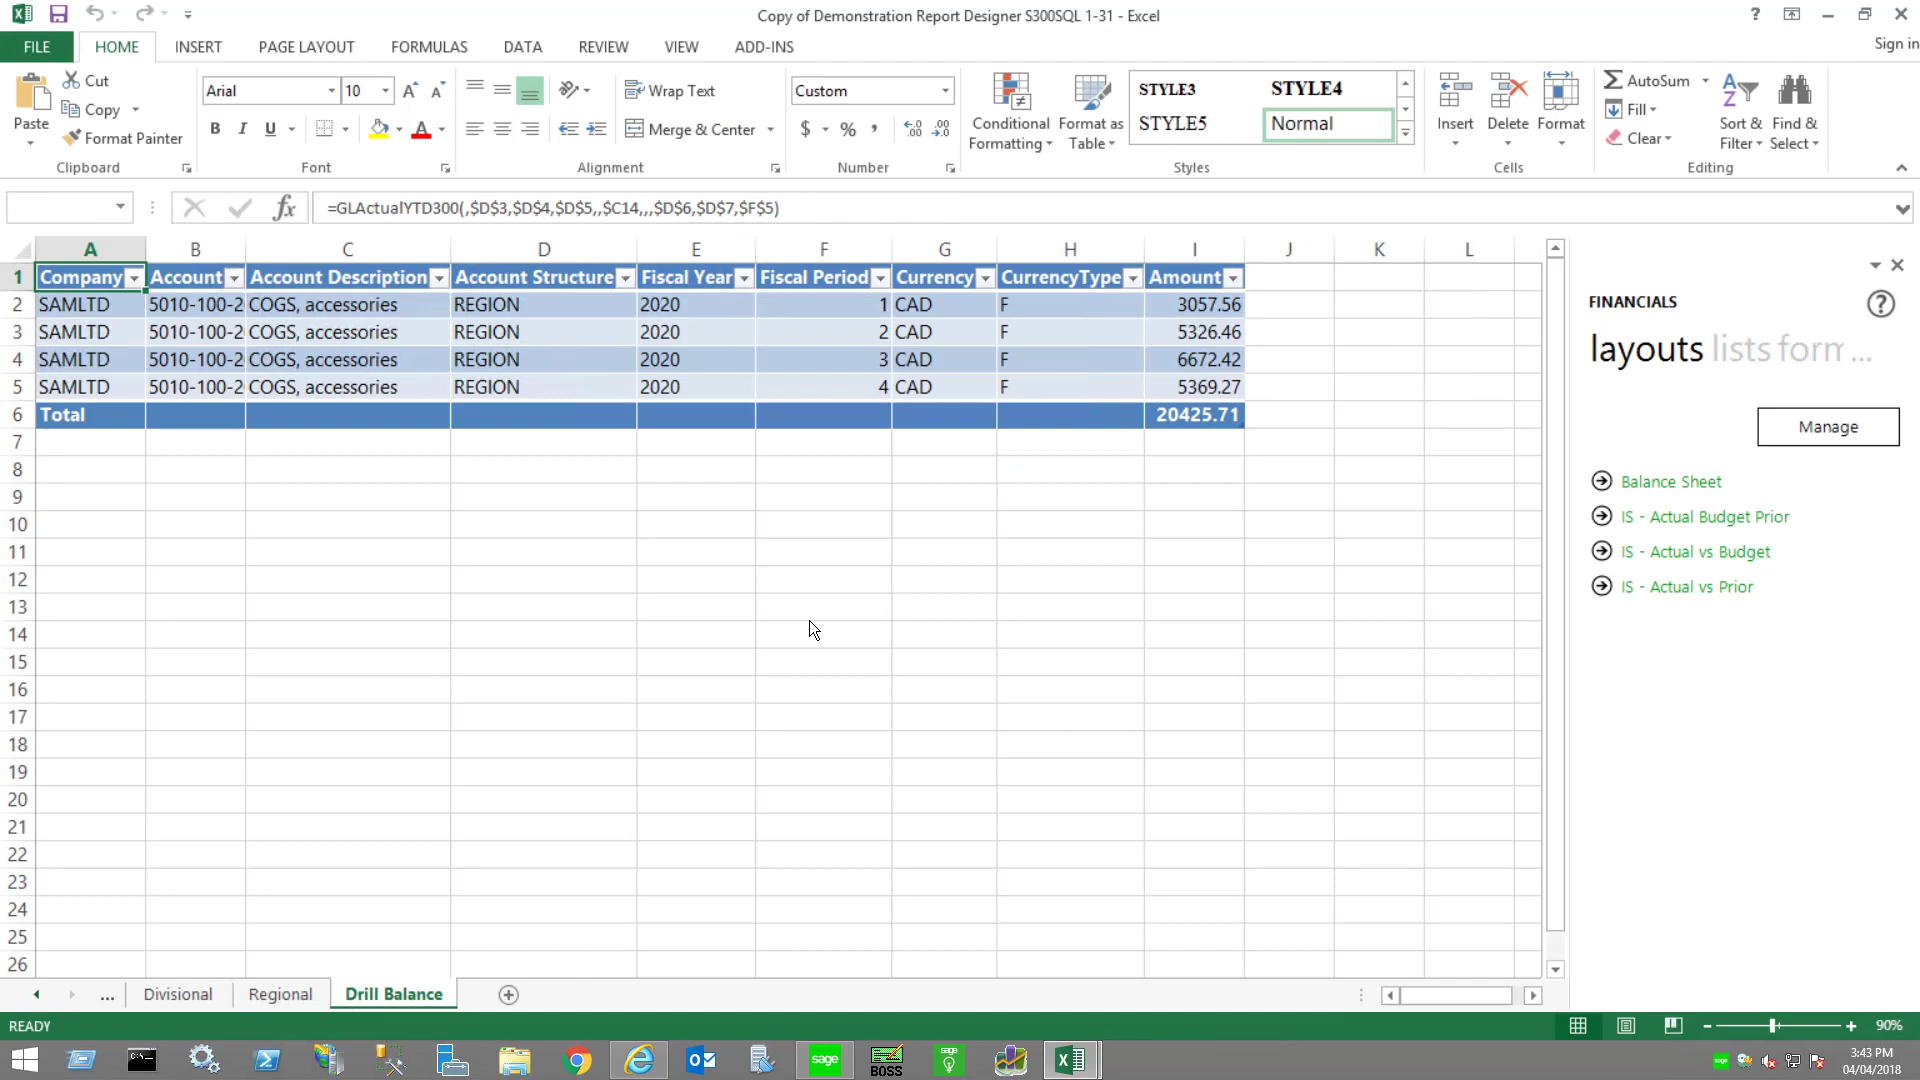 Copy of Demonstration Report Designer S300SQL 1-31 - Excel
FILE HOME INSERT PAGE LAYOUT FORMULAS DATA REVIEW VIEW ADD-INS Sign in
Paste
Cut
Copy
Format Painter
Clipboard
Arial 10
B I U
Font
Wrap Text
Merge & Center
Alignment
Custom
$ %
Number
Conditional Formatting
Format as Table
STYLE3 STYLE4
STYLE5 Normal
Styles
Insert Delete Format
Cells
AutoSum
Fill
Clear
Sort & Filter
Find & Select
Editing
=GLActualYTD300(,$D$3,$D$4,$D$5,,$C14,,,$D$6,$D$7,$F$5)
A B C D E F G H I J K L
1 Company Account Account Description Account Structure Fiscal Year Fiscal Period Currency CurrencyType Amount
2 SAMLTD 5010-100-2 COGS, accessories REGION 2020 1 CAD F 3057.56
3 SAMLTD 5010-100-2 COGS, accessories REGION 2020 2 CAD F 5326.46
4 SAMLTD 5010-100-2 COGS, accessories REGION 2020 3 CAD F 6672.42
5 SAMLTD 5010-100-2 COGS, accessories REGION 2020 4 CAD F 5369.27
6 Total 20425.71
7
8
9
10
11
12
13
14
15
16
17
18
19
20
21
22
23
24
25
26
FINANCIALS
layouts lists form ...
Manage
Balance Sheet
IS - Actual Budget Prior
IS - Actual vs Budget
IS - Actual vs Prior
... Divisional Regional Drill Balance
READY 90%
sage BOSS sage
3:43 PM
04/04/2018